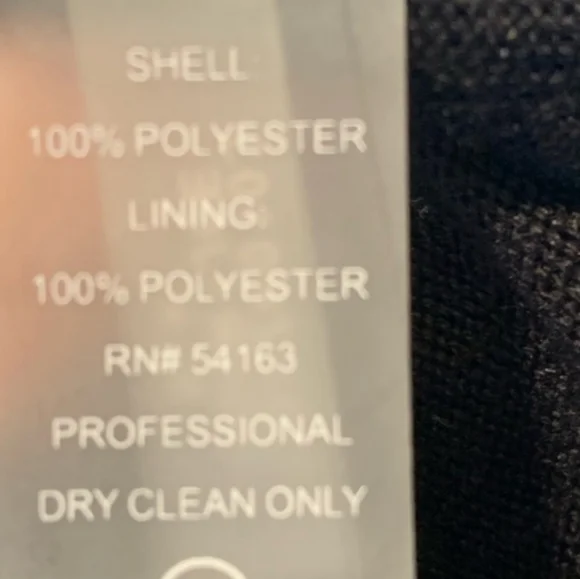 SHELL:
100% POLYESTER
LINING:
100% POLYESTER
RN# 54163
PROFESSIONAL
DRY CLEAN ONLY